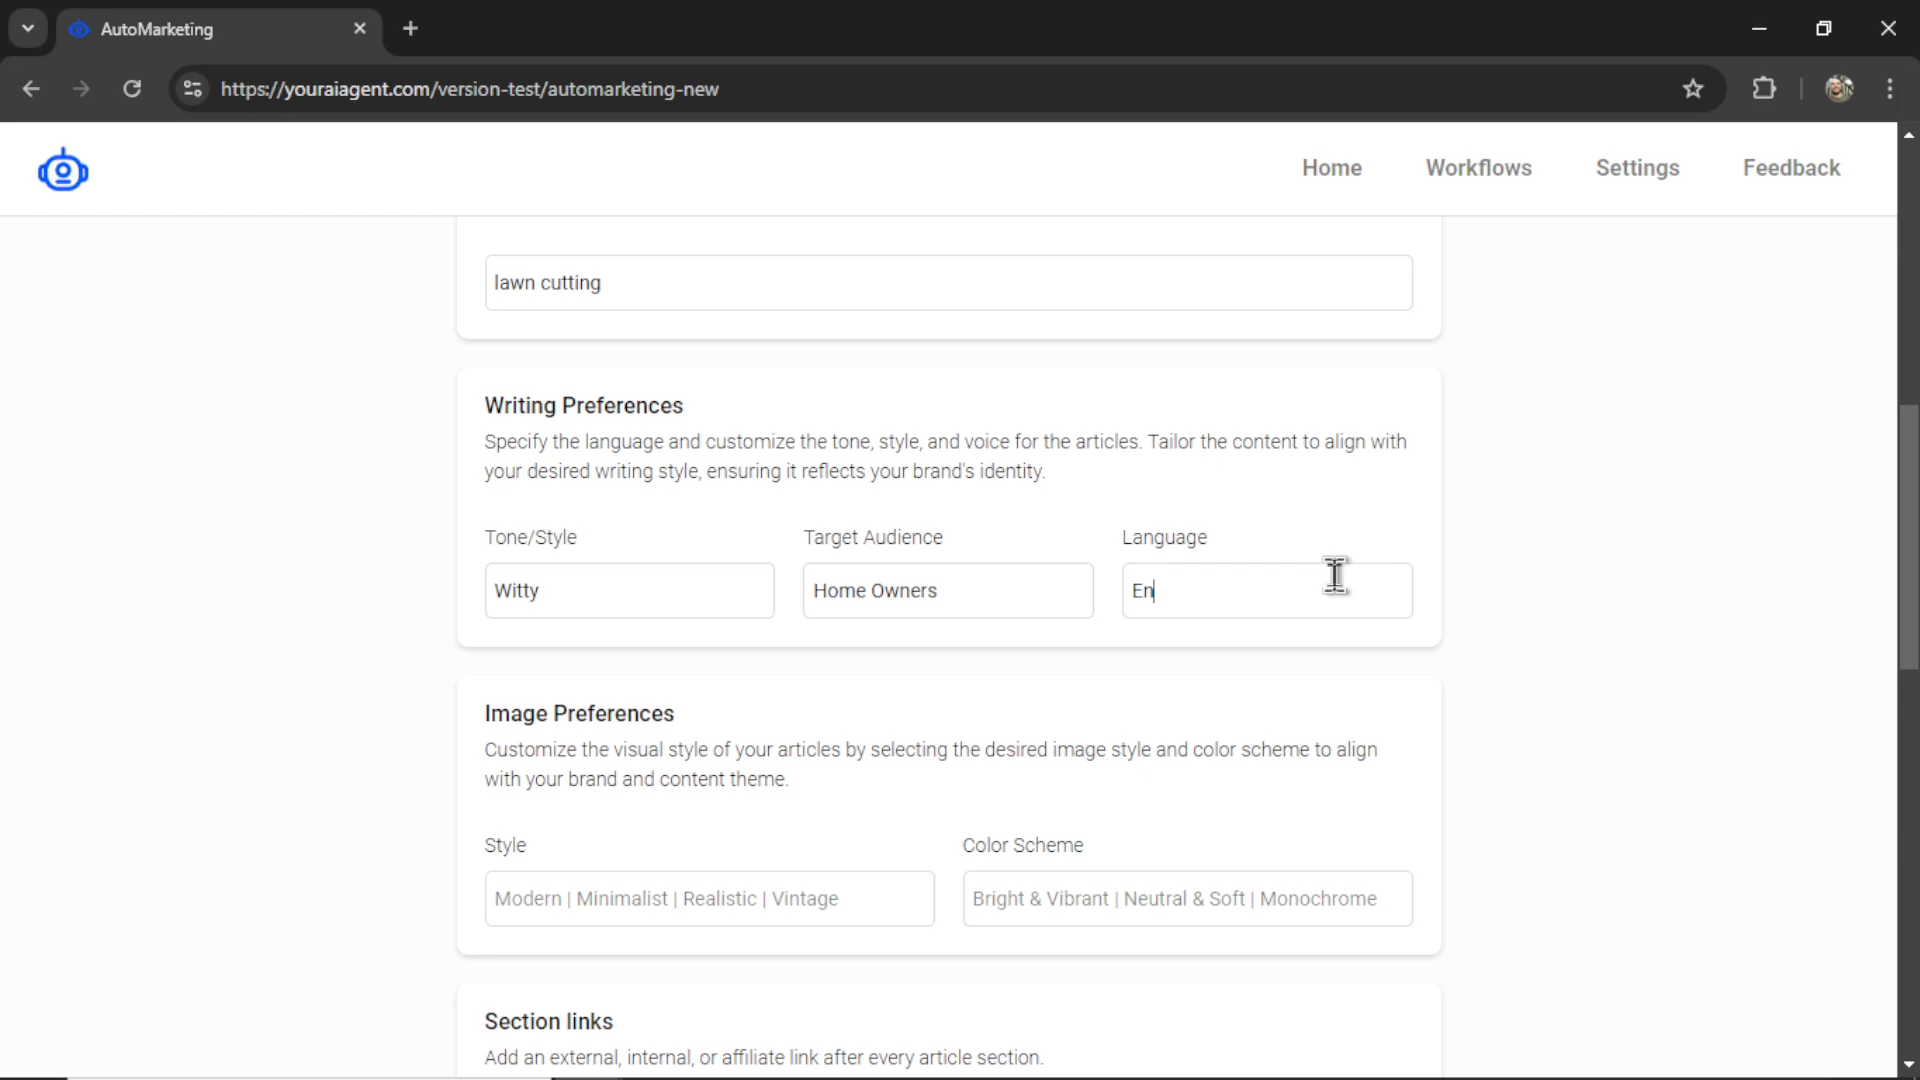 AutoMarketing
https://youraiagent.com/version-test/automarketing-new
Home Workflows Settings Feedback
lawn cutting
Writing Preferences
Specify the language and customize the tone, style, and voice for the articles. Tailor the content to align with
your desired writing style, ensuring it reflects your brand's identity.
Tone/Style Target Audience Language
Witty Home Owners En
Image Preferences
Customize the visual style of your articles by selecting the desired image style and color scheme to align
with your brand and content theme.
Style Color Scheme
Modern | Minimalist | Realistic | Vintage Bright & Vibrant | Neutral & Soft | Monochrome
Section links
Add an external, internal, or affiliate link after every article section.